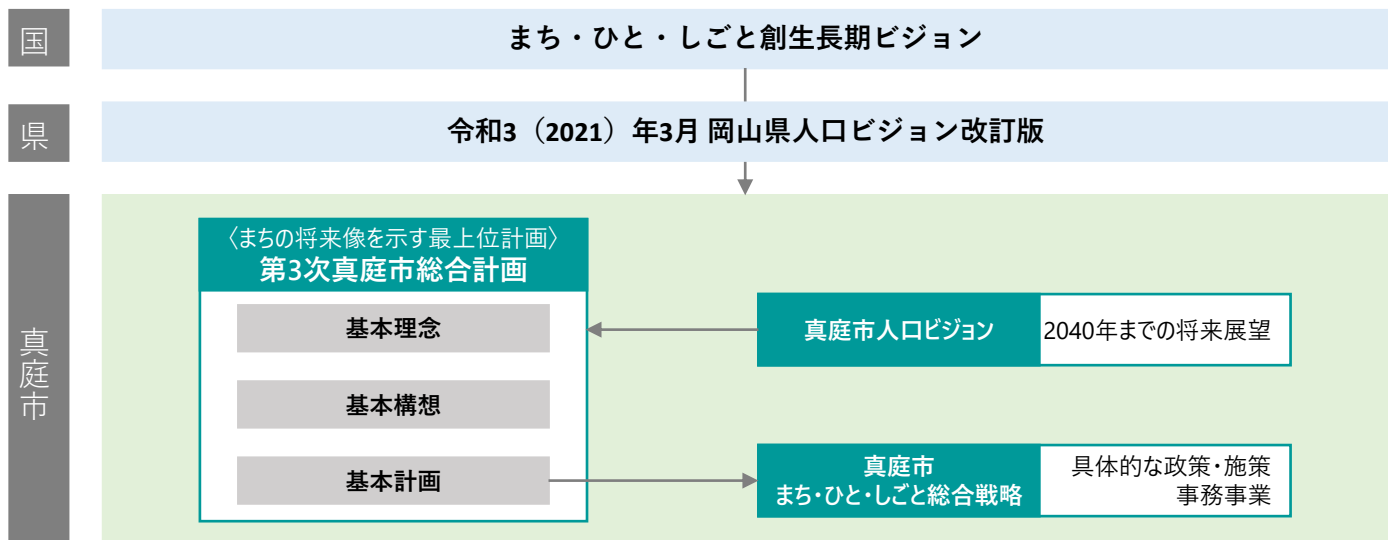 国
まち・ひと・しごと創生長期ビジョン
県
令和3（2021）年3月 岡山県人口ビジョン改訂版
真庭市
〈まちの将来像を示す最上位計画〉
第3次真庭市総合計画
基本理念
基本構想
基本計画
真庭市人口ビジョン
2040年までの将来展望
真庭市
まち・ひと・しごと総合戦略
具体的な政策・施策
事務事業